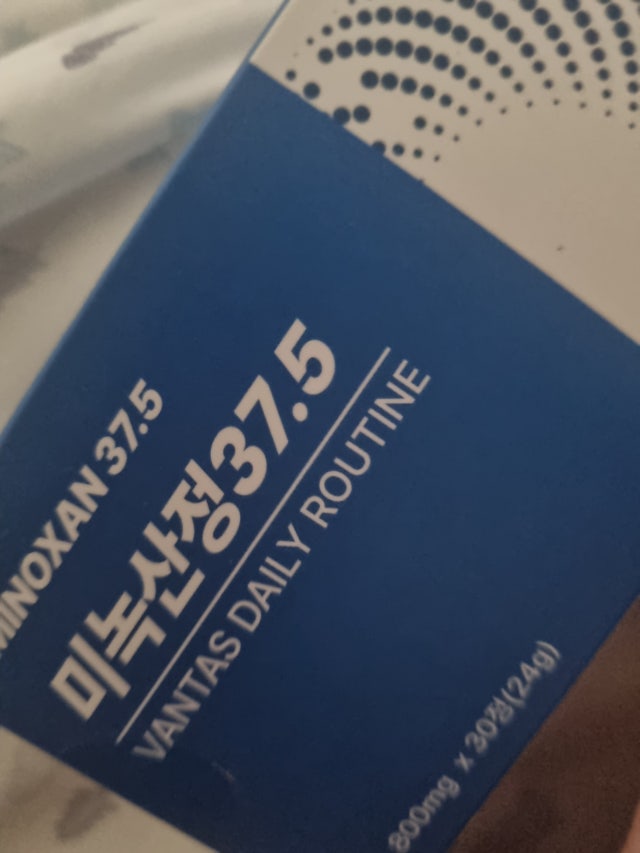 MINOXAN 37.5
미녹산정37.5
VANTAS DAILY ROUTINE
800mg x 30정(24g)